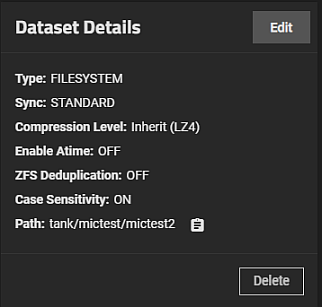 Dataset Details
Edit
Type: FILESYSTEM
Sync: STANDARD
Compression Level: Inherit (LZ4)
Enable Atime: OFF
ZFS Deduplication: OFF
Case Sensitivity: ON
Path: tank/mictest/mictest2
Delete